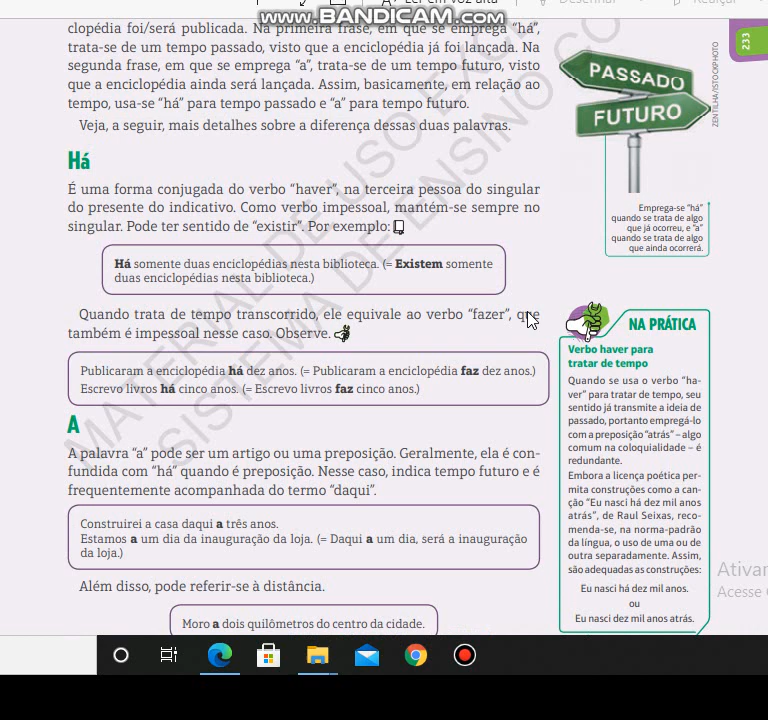 Ler em voz alta
Desenhar
Realçar
www.BANDICAM.com
clopédia foi/será publicada. Na primeira frase, em que se emprega “há”,
trata-se de um tempo passado, visto que a enciclopédia já foi lançada. Na
segunda frase, em que se emprega “a”, trata-se de um tempo futuro, visto
que a enciclopédia ainda será lançada. Assim, basicamente, em relação ao
tempo, usa-se “há” para tempo passado e “a” para tempo futuro.
Veja, a seguir, mais detalhes sobre a diferença dessas duas palavras.
Há
É uma forma conjugada do verbo “haver”, na terceira pessoa do singular
do presente do indicativo. Como verbo impessoal, mantém-se sempre no
singular. Pode ter sentido de “existir”. Por exemplo:
Há somente duas enciclopédias nesta biblioteca. (= Existem somente
duas enciclopédias nesta biblioteca.)
Quando trata de tempo transcorrido, ele equivale ao verbo “fazer”, que
também é impessoal nesse caso. Observe.
Publicaram a enciclopédia há dez anos. (= Publicaram a enciclopédia faz dez anos.)
Escrevo livros há cinco anos. (= Escrevo livros faz cinco anos.)
A
A palavra “a” pode ser um artigo ou uma preposição. Geralmente, ela é con-
fundida com “há” quando é preposição. Nesse caso, indica tempo futuro e é
frequentemente acompanhada do termo “daqui”.
Construirei a casa daqui a três anos.
Estamos a um dia da inauguração da loja. (= Daqui a um dia, será a inauguração
da loja.)
Além disso, pode referir-se à distância.
Moro a dois quilômetros do centro da cidade.
233
ZENTILIA/ISTOCKPHOTO
PASSADO
FUTURO
Emprega-se “há”
quando se trata de algo
que já ocorreu, e “a”
quando se trata de algo
que ainda ocorrerá.
NA PRÁTICA
Verbo haver para
tratar de tempo
Quando se usa o verbo “ha-
ver” para tratar de tempo, seu
sentido já transmite a ideia de
passado, portanto empregá-lo
com a preposição “atrás” – algo
comum na coloquialidade – é
redundante.
Embora a licença poética per-
mita construções como a can-
ção “Eu nasci há dez mil anos
atrás”, de Raul Seixas, reco-
menda-se, na norma-padrão
da língua, o uso de uma ou de
outra separadamente. Assim,
são adequadas as construções:
Eu nasci há dez mil anos.
ou
Eu nasci dez mil anos atrás.
MATERIAL DE USO EXC
SISTEMA DE ENSINO CO
Ativar
Acesse